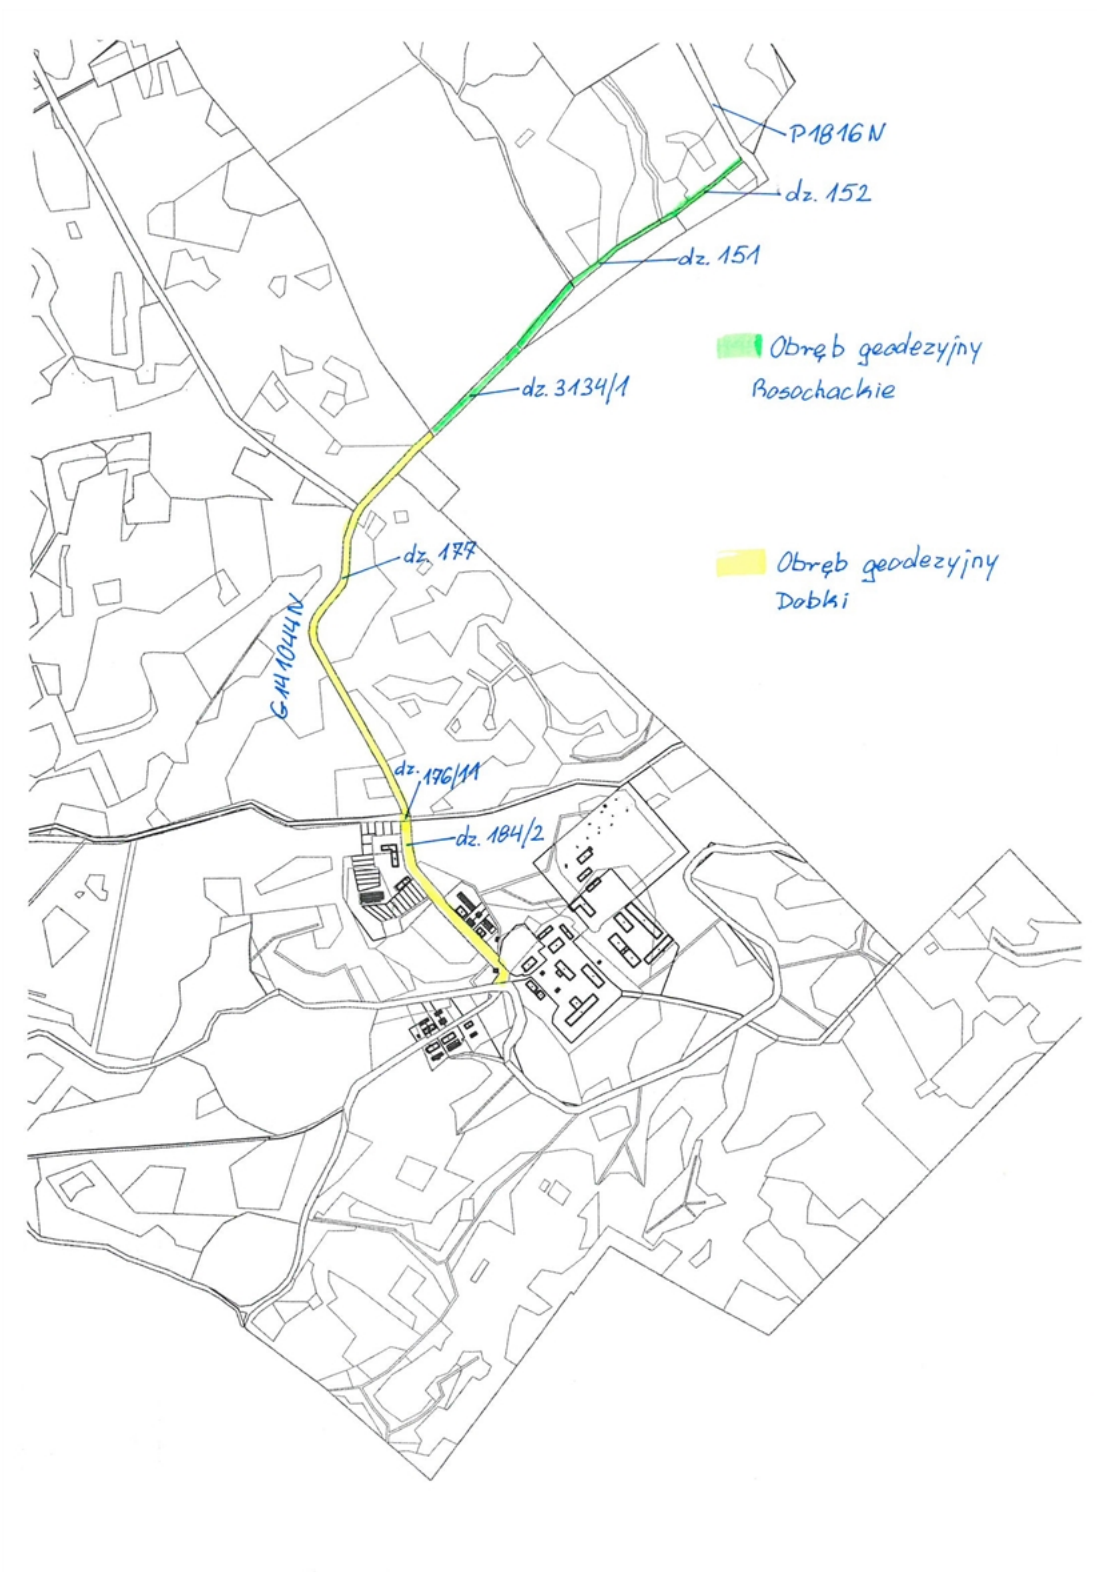 P1816N
dz. 152
dz. 151
Obręb geodezyjny
Rosochackie
dz. 3134/1
dz. 177
Obręb geodezyjny
Dobki
G141044N
dz. 176/11
dz. 184/2